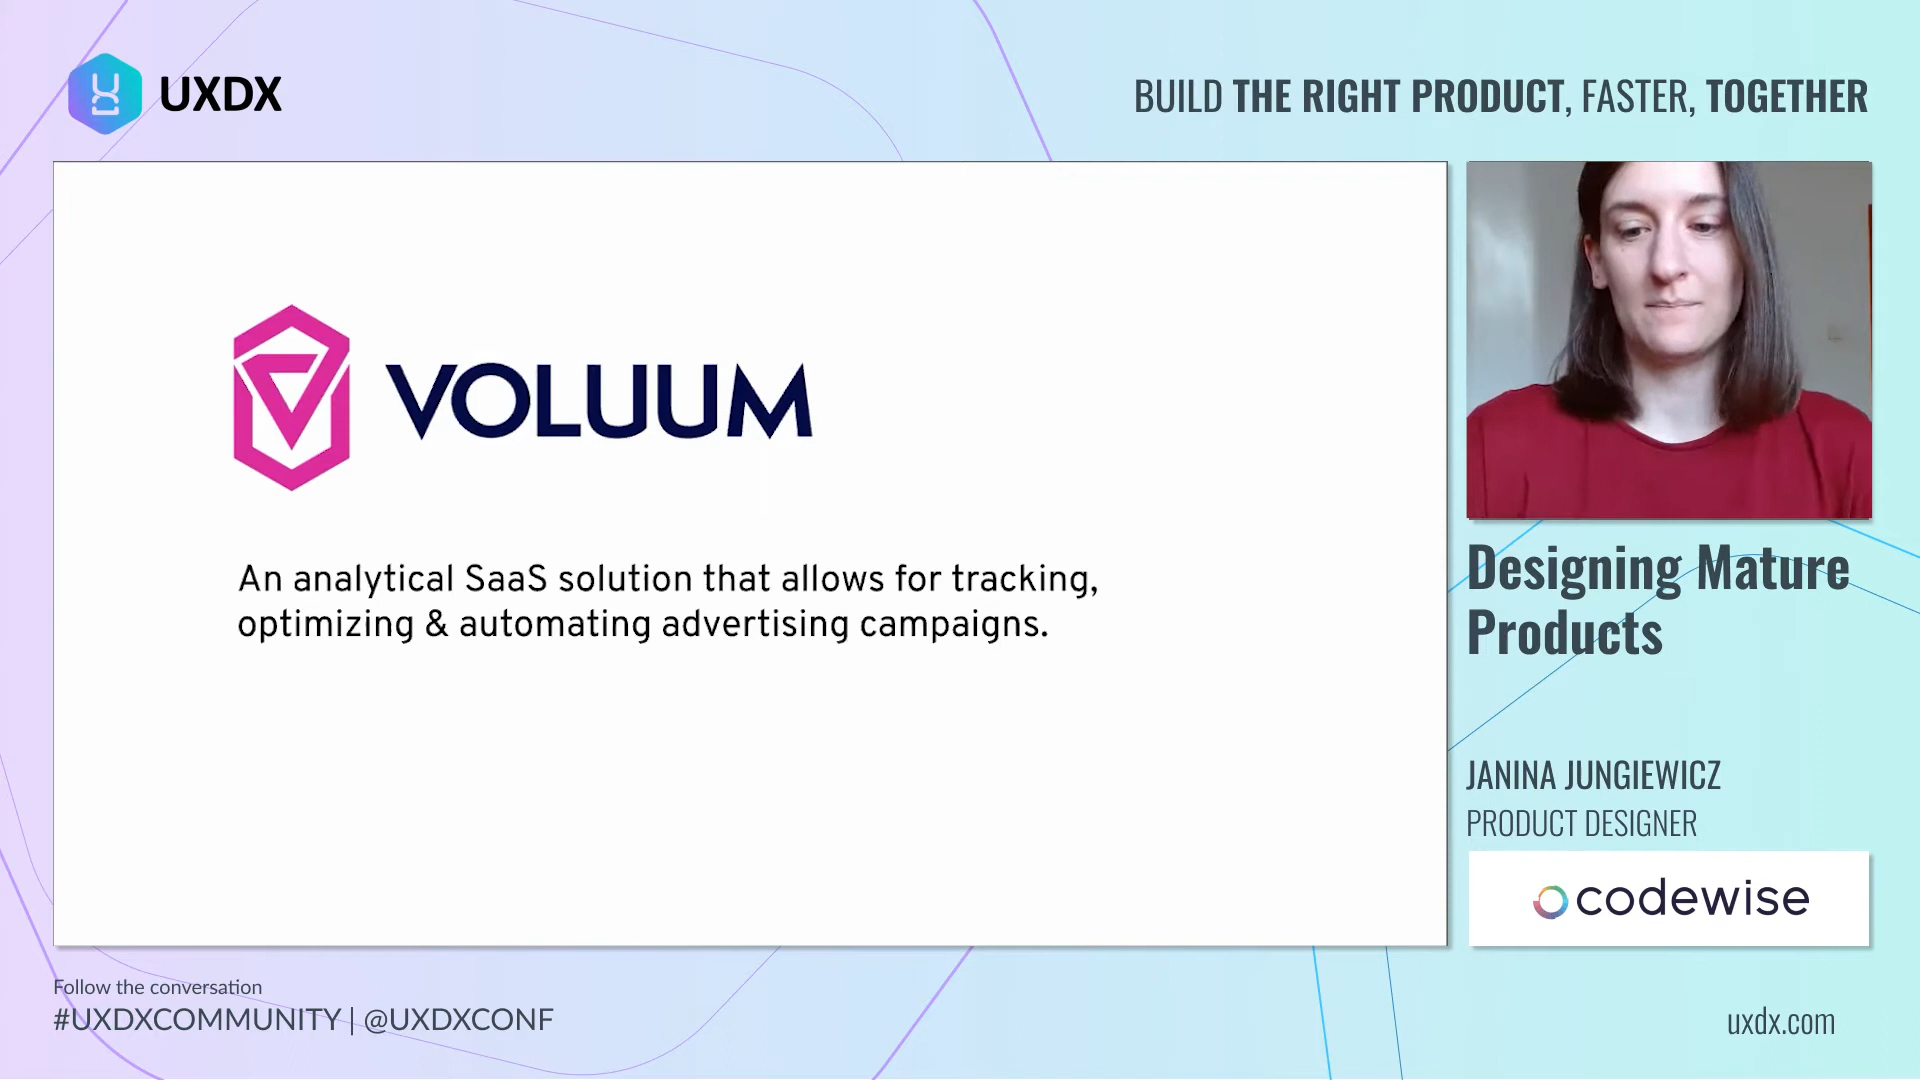 UXDX
BUILD THE RIGHT PRODUCT, FASTER, TOGETHER
VOLUUM
An analytical SaaS solution that allows for tracking,
optimizing & automating advertising campaigns.
Designing Mature
Products
JANINA JUNGIEWICZ
PRODUCT DESIGNER
codewise
Follow the conversation
#UXDXCOMMUNITY | @UXDXCONF
uxdx.com